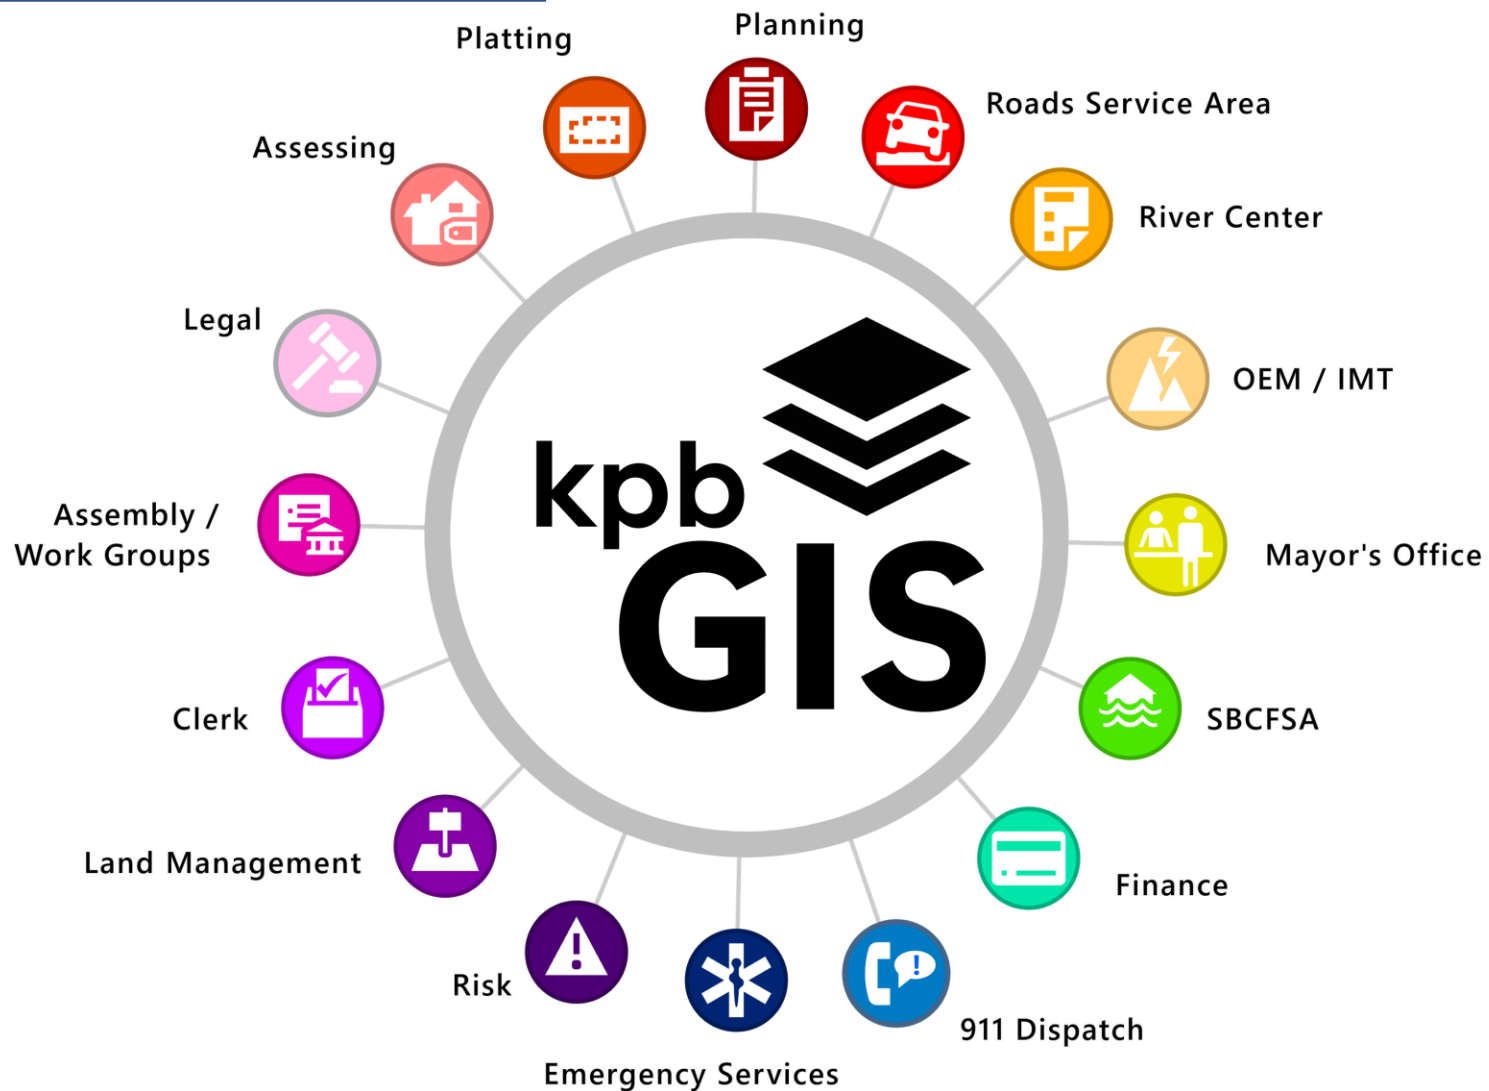 Planning
Platting
Roads Service Area
Assessing
River Center
Legal
OEM / IMT
kpb
GIS
Assembly /
Work Groups
Mayor's Office
Clerk
SBCFSA
Land Management
Finance
Risk
911 Dispatch
Emergency Services